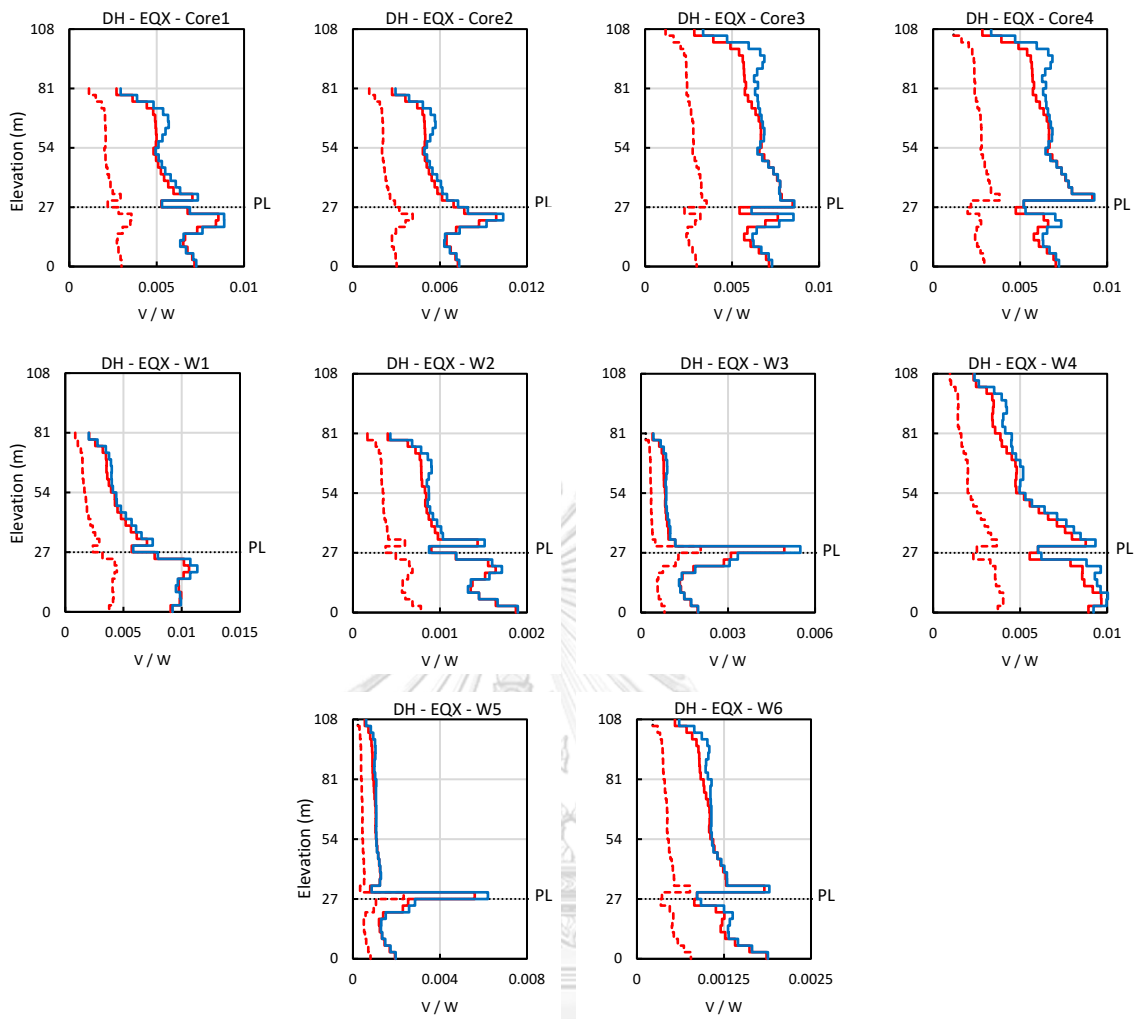 DH - EQX - Core1
108
81
54
27
0
Elevation (m)
PL
0
0.005
0.01
V / W
DH - EQX - Core2
108
81
54
27
0
PL
0
0.006
0.012
V / W
DH - EQX - Core3
108
81
54
27
0
PL
0
0.005
0.01
V / W
DH - EQX - Core4
108
81
54
27
0
PL
0
0.005
0.01
V / W
DH - EQX - W1
108
81
54
27
0
Elevation (m)
PL
0
0.005
0.01
0.015
V / W
DH - EQX - W2
108
81
54
27
0
PL
0
0.001
0.002
V / W
DH - EQX - W3
108
81
54
27
0
PL
0
0.003
0.006
V / W
DH - EQX - W4
108
81
54
27
0
PL
0
0.005
0.01
V / W
DH - EQX - W5
108
81
54
27
0
Elevation (m)
PL
0
0.004
0.008
V / W
DH - EQX - W6
108
81
54
27
0
PL
0
0.00125
0.0025
V / W